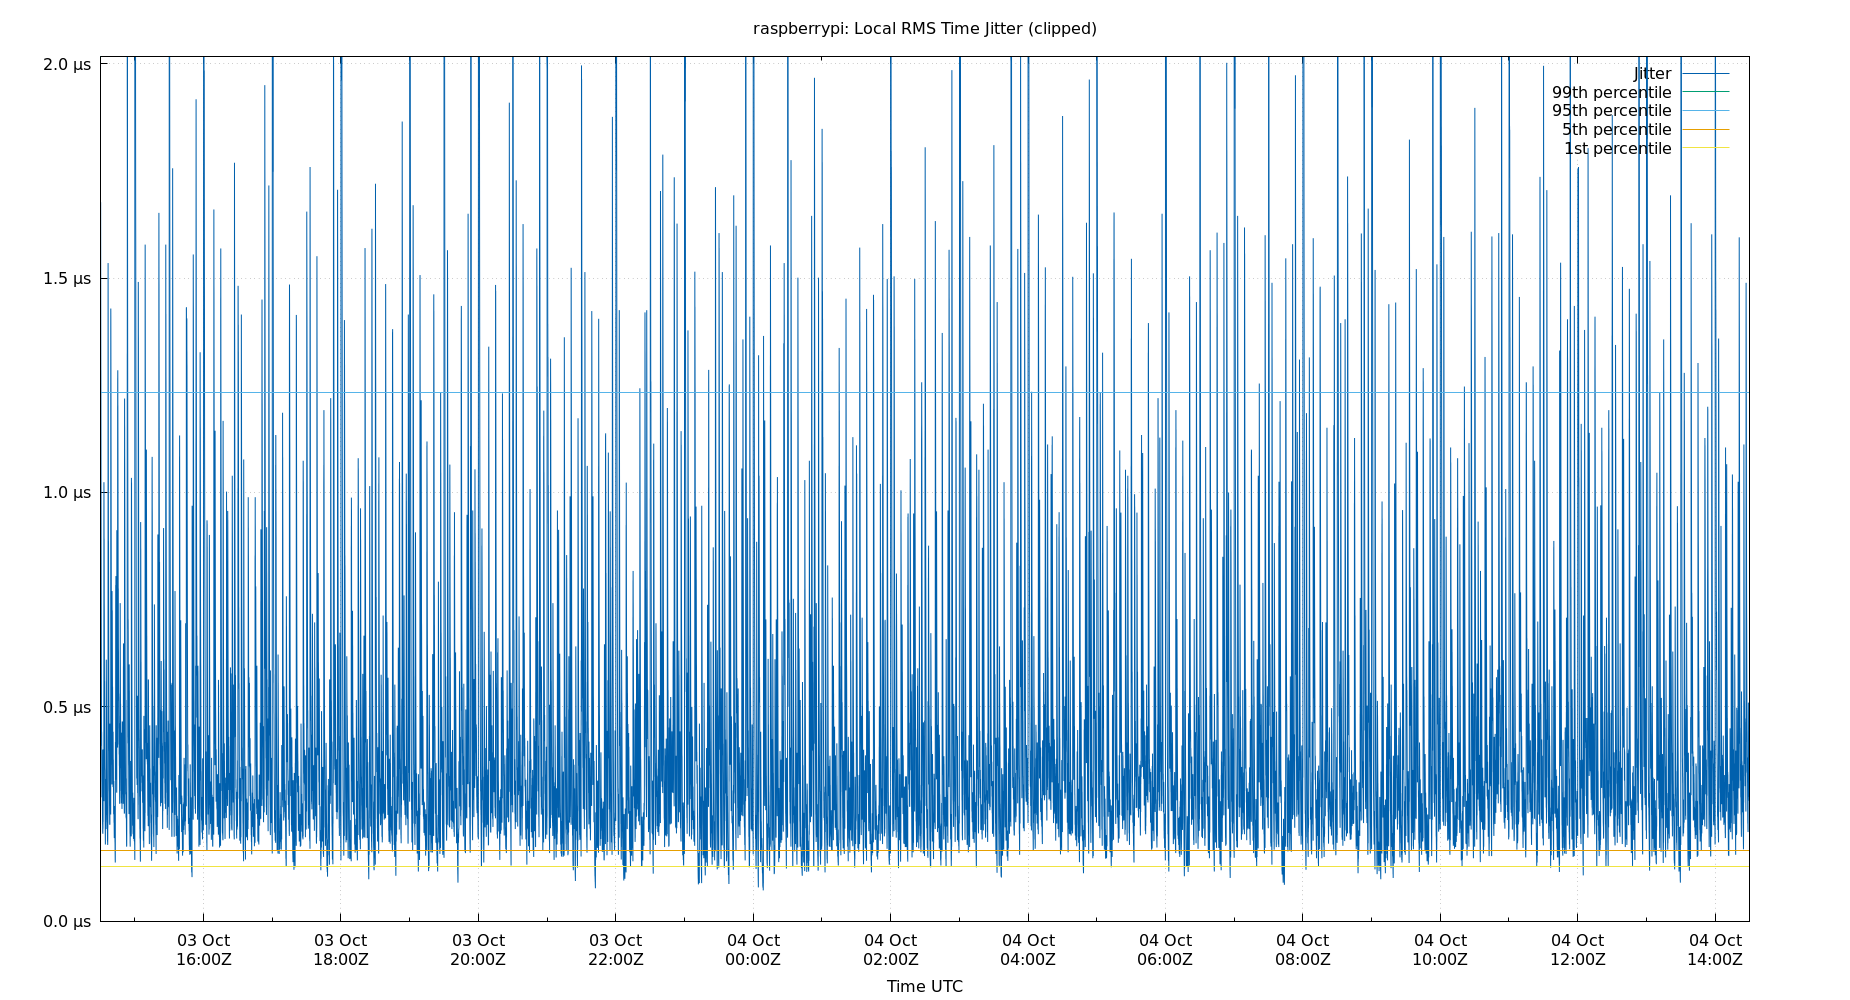 raspberrypi: Local RMS Time Jitter (clipped)
2.0 µs
1.5 µs
1.0 µs
0.5 µs
0.0 µs
Jitter
99th percentile
95th percentile
5th percentile
1st percentile
03 Oct 03 Oct 03 Oct 03 Oct 04 Oct 04 Oct 04 Oct 04 Oct 04 Oct 04 Oct 04 Oct 04 Oct
16:00Z 18:00Z 20:00Z 22:00Z 00:00Z 02:00Z 04:00Z 06:00Z 08:00Z 10:00Z 12:00Z 14:00Z
Time UTC